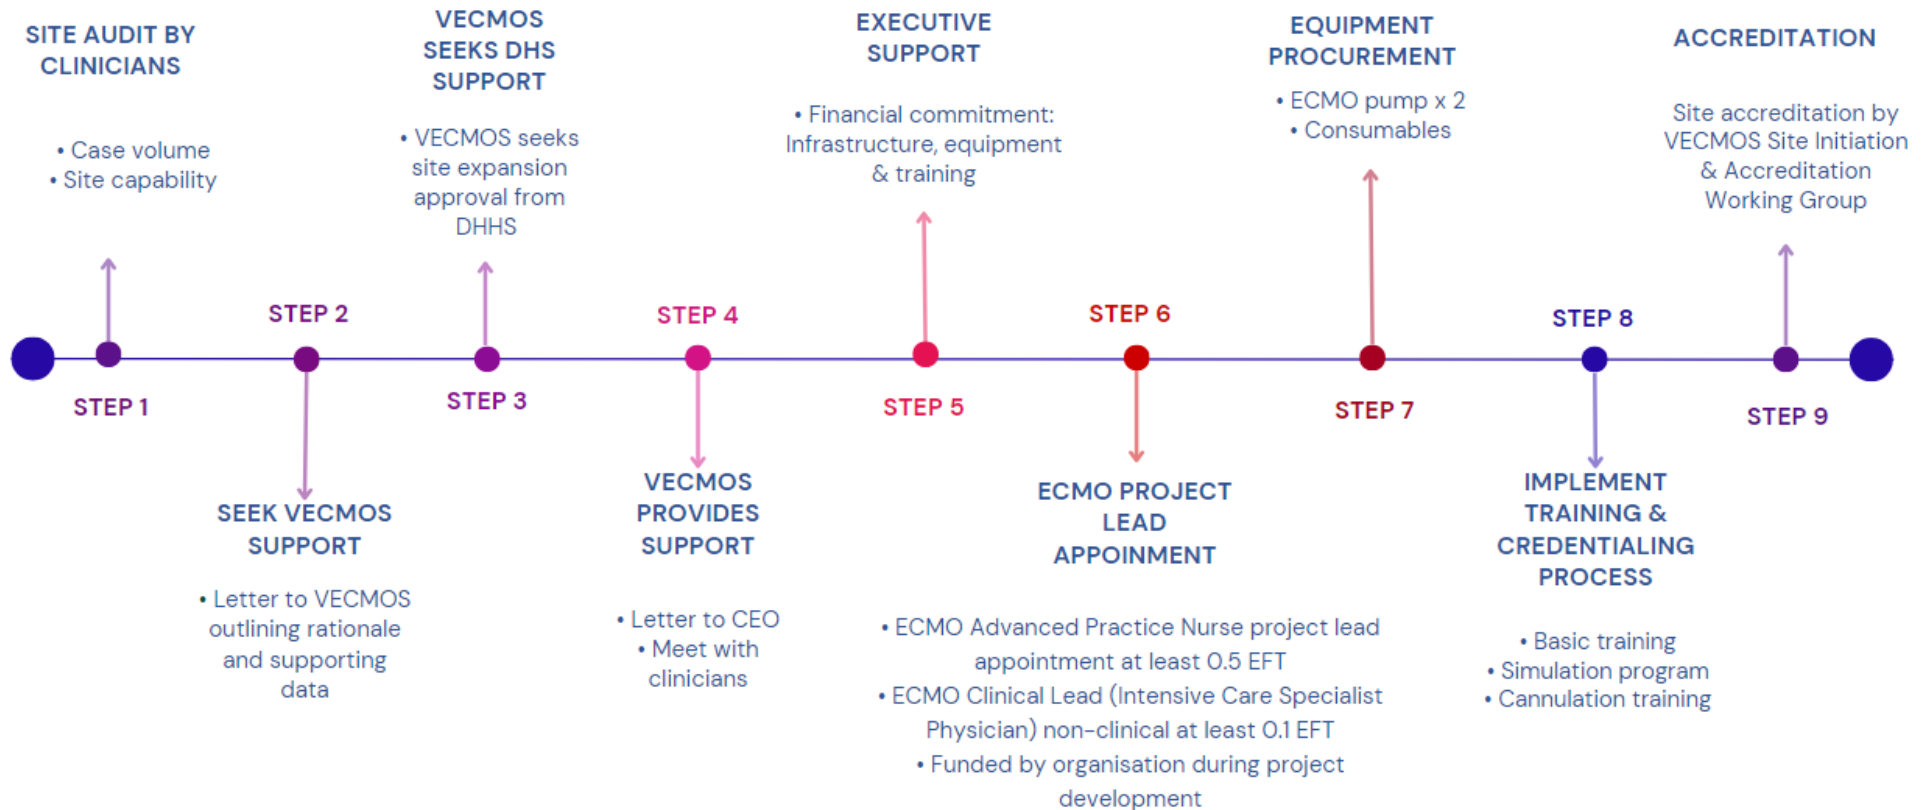 SITE AUDIT BY
CLINICIANS
• Case volume
• Site capability
STEP 1
STEP 2
SEEK VECMOS
SUPPORT
• Letter to VECMOS
outlining rationale
and supporting
data
VECMOS
SEEKS DHS
SUPPORT
• VECMOS seeks
site expansion
approval from
DHHS
STEP 3
STEP 4
VECMOS
PROVIDES
SUPPORT
• Letter to CEO
• Meet with
clinicians
EXECUTIVE
SUPPORT
• Financial commitment:
Infrastructure, equipment
& training
STEP 5
STEP 6
ECMO PROJECT
LEAD
APPOINMENT
• ECMO Advanced Practice Nurse project lead
appointment at least 0.5 EFT
• ECMO Clinical Lead (Intensive Care Specialist
Physician) non-clinical at least 0.1 EFT
• Funded by organisation during project
development
EQUIPMENT
PROCUREMENT
• ECMO pump x 2
• Consumables
STEP 7
STEP 8
IMPLEMENT
TRAINING &
CREDENTIALING
PROCESS
• Basic training
• Simulation program
• Cannulation training
ACCREDITATION
Site accreditation by
VECMOS Site Initiation
& Accreditation
Working Group
STEP 9